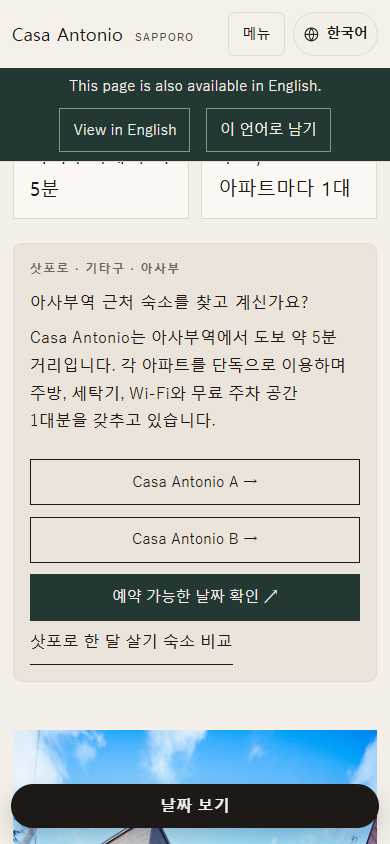 Casa Antonio SAPPORO
메뉴
한국어
This page is also available in English.
View in English
이 언어로 남기
5분
아파트마다 1대
삿포로 · 기타구 · 아사부
아사부역 근처 숙소를 찾고 계신가요?
Casa Antonio는 아사부역에서 도보 약 5분
거리입니다. 각 아파트를 단독으로 이용하며
주방, 세탁기, Wi-Fi와 무료 주차 공간
1대분을 갖추고 있습니다.
Casa Antonio A →
Casa Antonio B →
예약 가능한 날짜 확인 ↗
삿포로 한 달 살기 숙소 비교
날짜 보기